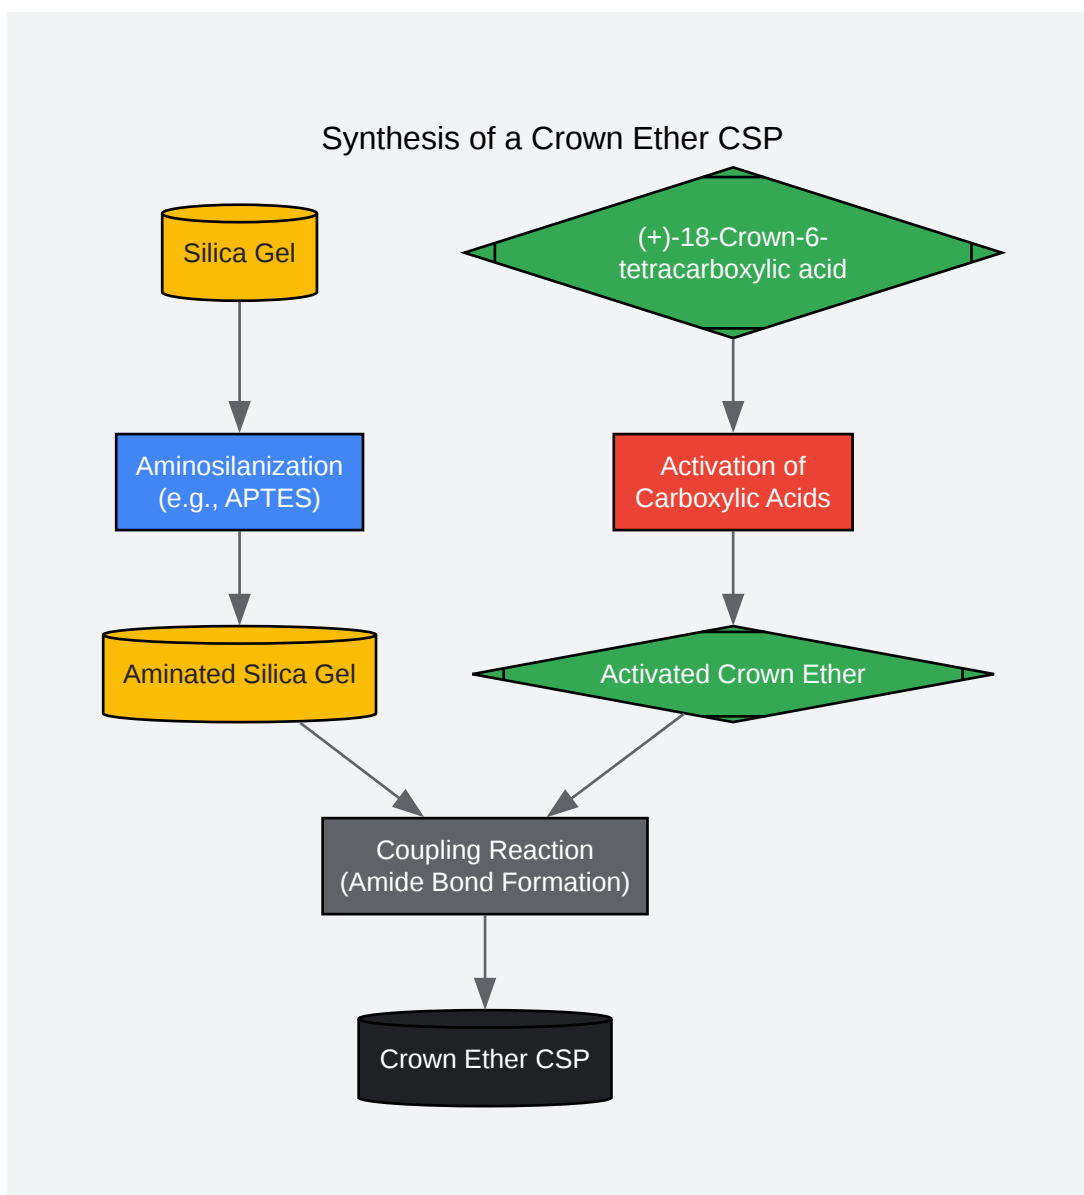 Synthesis of a Crown Ether CSP
Silica Gel
(+)-18-Crown-6-
tetracarboxylic acid
Aminosilanization
(e.g., APTES)
Activation of
Carboxylic Acids
Aminated Silica Gel
Activated Crown Ether
Coupling Reaction
(Amide Bond Formation)
Crown Ether CSP